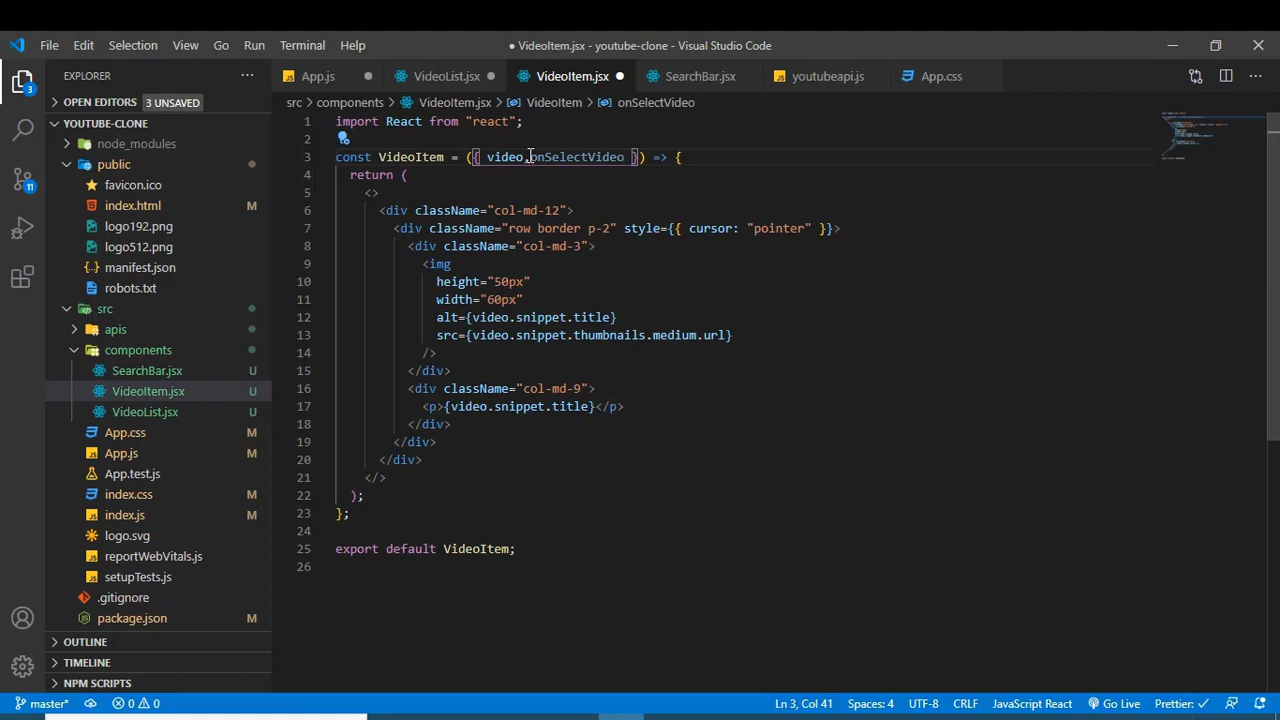 File Edit Selection View Go Run Terminal Help ● VideoItem.jsx - youtube-clone - Visual Studio Code
EXPLORER
App.js VideoList.jsx VideoItem.jsx SearchBar.jsx youtubeapi.js App.css
OPEN EDITORS 3 UNSAVED
src > components > VideoItem.jsx > VideoItem > onSelectVideo
YOUTUBE-CLONE
node_modules
public
favicon.ico
index.html M
logo192.png
logo512.png
manifest.json
robots.txt
src
apis
components
SearchBar.jsx U
VideoItem.jsx U
VideoList.jsx U
App.css M
App.js M
App.test.js
index.css M
index.js M
logo.svg
reportWebVitals.js
setupTests.js
.gitignore
package.json M
OUTLINE
TIMELINE
NPM SCRIPTS
3
11
1 import React from "react";
2
3 const VideoItem = ({ video,onSelectVideo }) => {
4 return (
5 <>
6 <div className="col-md-12">
7 <div className="row border p-2" style={{ cursor: "pointer" }}>
8 <div className="col-md-3">
9 <img
10 height="50px"
11 width="60px"
12 alt={video.snippet.title}
13 src={video.snippet.thumbnails.medium.url}
14 />
15 </div>
16 <div className="col-md-9">
17 <p>{video.snippet.title}</p>
18 </div>
19 </div>
20 </div>
21 </>
22 );
23 };
24
25 export default VideoItem;
26
master* 0 0 Ln 3, Col 41 Spaces: 4 UTF-8 CRLF JavaScript React Go Live Prettier: ✓